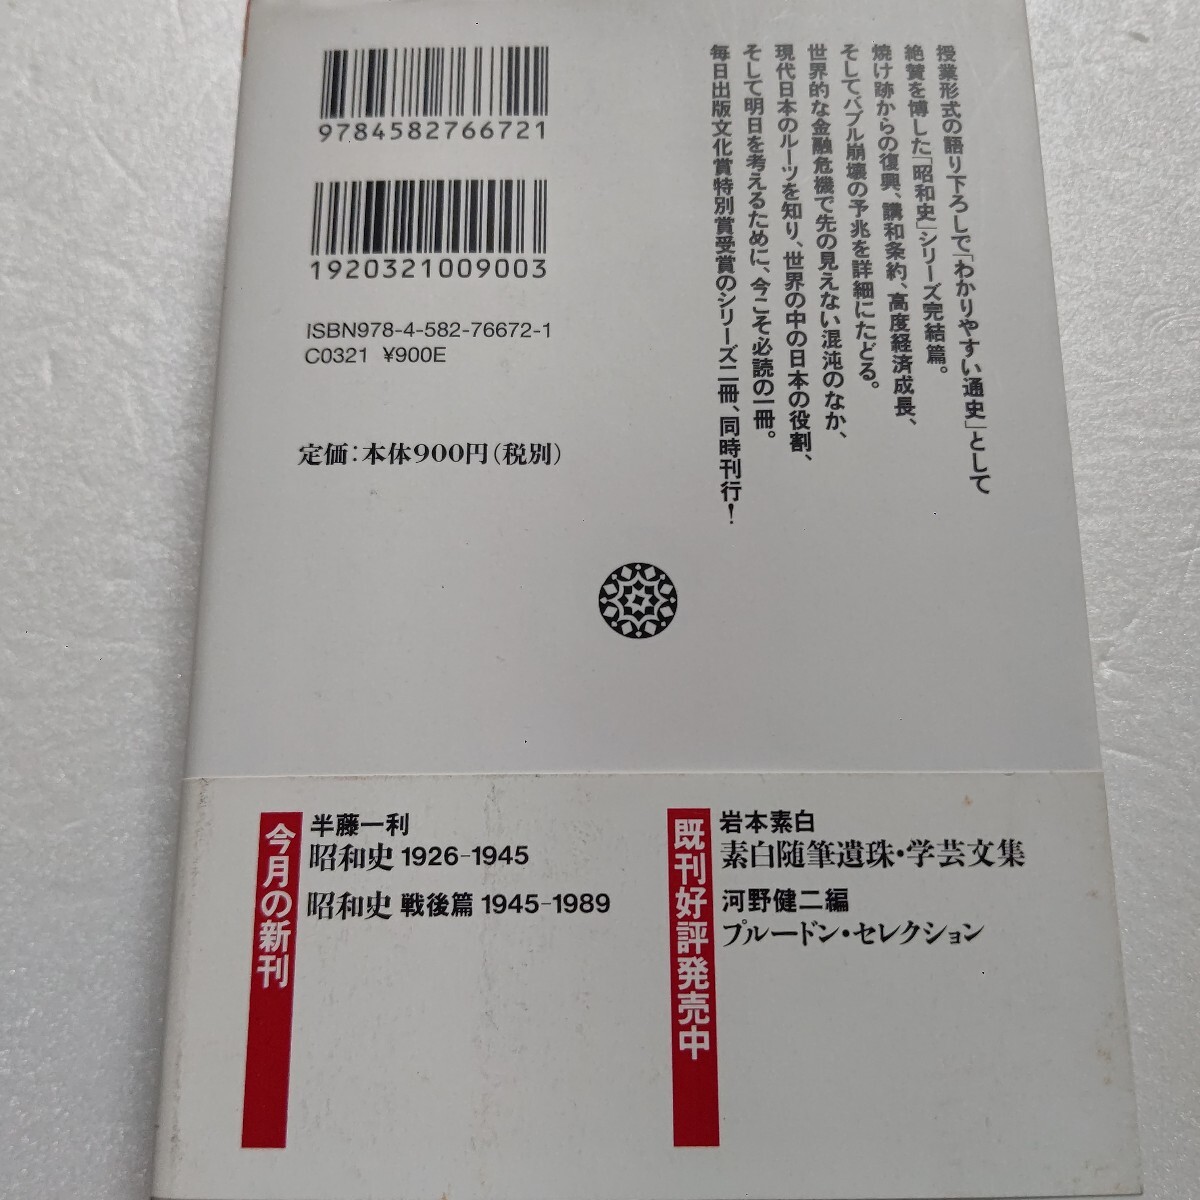 授業形式の語り下ろしで「わかりやすい通史」として
絶賛を博した「昭和史」シリーズ完結篇。
焼け跡からの復興、講和条約、高度経済成長、
そしてバブル崩壊の予兆を詳細にたどる。
世界的な金融危機で先の見えない混沌のなか、
現代日本のルーツを知り、世界の中の日本の役割、
そして明日を考えるために、今こそ必読の一冊。
毎日出版文化賞特別賞受賞のシリーズ二冊、同時刊行!
9784582766721
1920321009003
ISBN978-4-582-76672-1
C0321 ¥900E
定価:本体900円(税別)
今月の新刊
半藤一利
昭和史 1926-1945
昭和史 戦後篇 1945-1989
既刊好評発売中
岩本素白
素白随筆遺珠・学芸文集
河野健二編
プルードン・セレクション